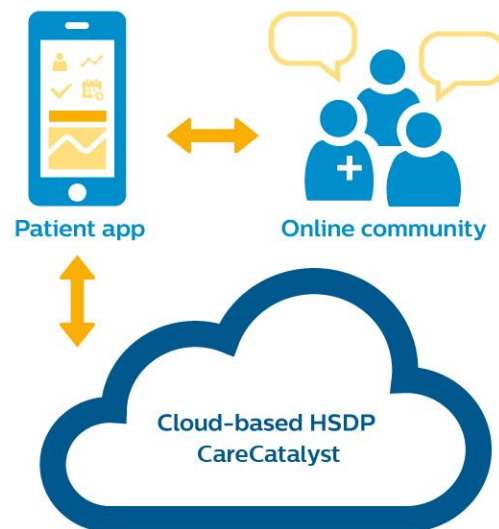 Patient app
Online community
Cloud-based HSDP
CareCatalyst